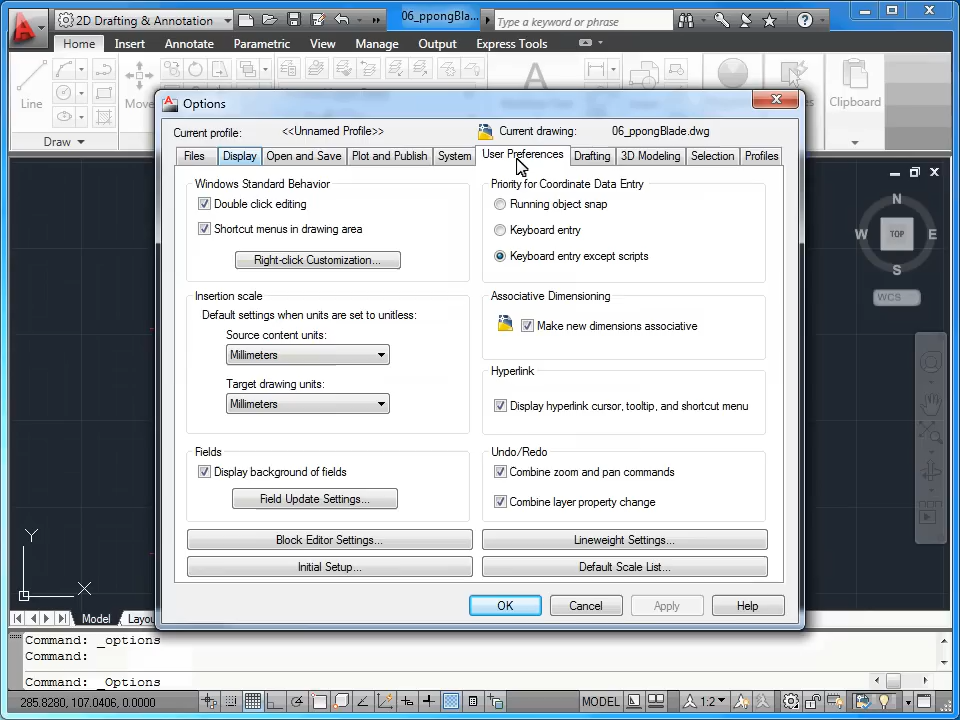 2D Drafting & Annotation
06_ppongBlade...
Type a keyword or phrase
Home Insert Annotate Parametric View Manage Output Express Tools
Line
Move
Clipboard
Draw
Options
Current profile: <<Unnamed Profile>> Current drawing: 06_ppongBlade.dwg
Files Display Open and Save Plot and Publish System User Preferences Drafting 3D Modeling Selection Profiles
Windows Standard Behavior
Double click editing
Shortcut menus in drawing area
Right-click Customization...
Insertion scale
Default settings when units are set to unitless:
Source content units:
Millimeters
Target drawing units:
Millimeters
Fields
Display background of fields
Field Update Settings...
Block Editor Settings...
Initial Setup...
Priority for Coordinate Data Entry
Running object snap
Keyboard entry
Keyboard entry except scripts
Associative Dimensioning
Make new dimensions associative
Hyperlink
Display hyperlink cursor, tooltip, and shortcut menu
Undo/Redo
Combine zoom and pan commands
Combine layer property change
Lineweight Settings...
Default Scale List...
OK Cancel Apply Help
N
W TOP E
S
WCS
Y
X
Model Layou
Command: _options
Command:
Command: _Options
285.8280, 107.0406, 0.0000
MODEL
1:2